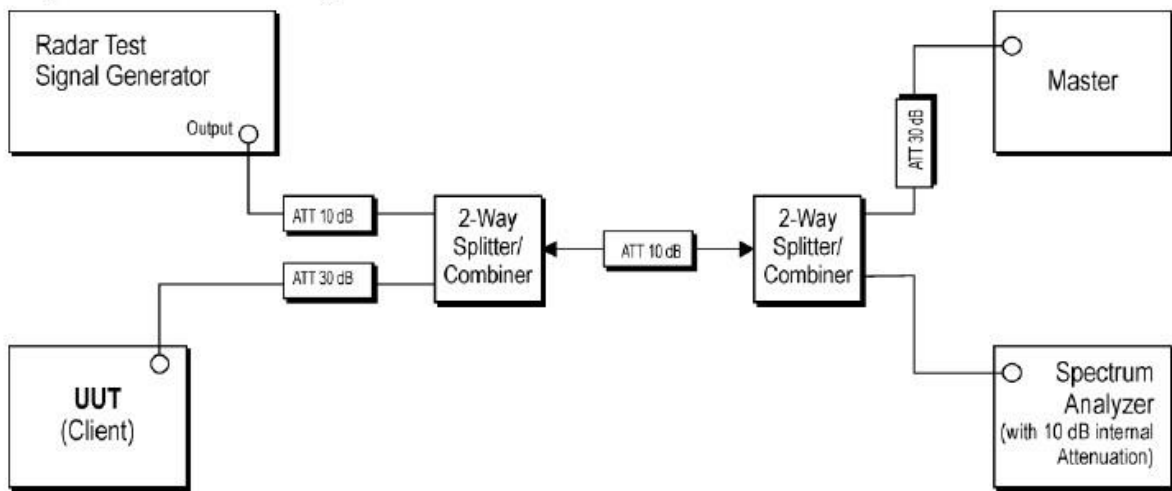 Radar Test
Signal Generator
Output
Master
ATT 30 dB
ATT 10 dB
2-Way
Splitter/
Combiner
ATT 10 dB
2-Way
Splitter/
Combiner
ATT 30 dB
UUT
(Client)
Spectrum
Analyzer
(with 10 dB internal
Attenuation)